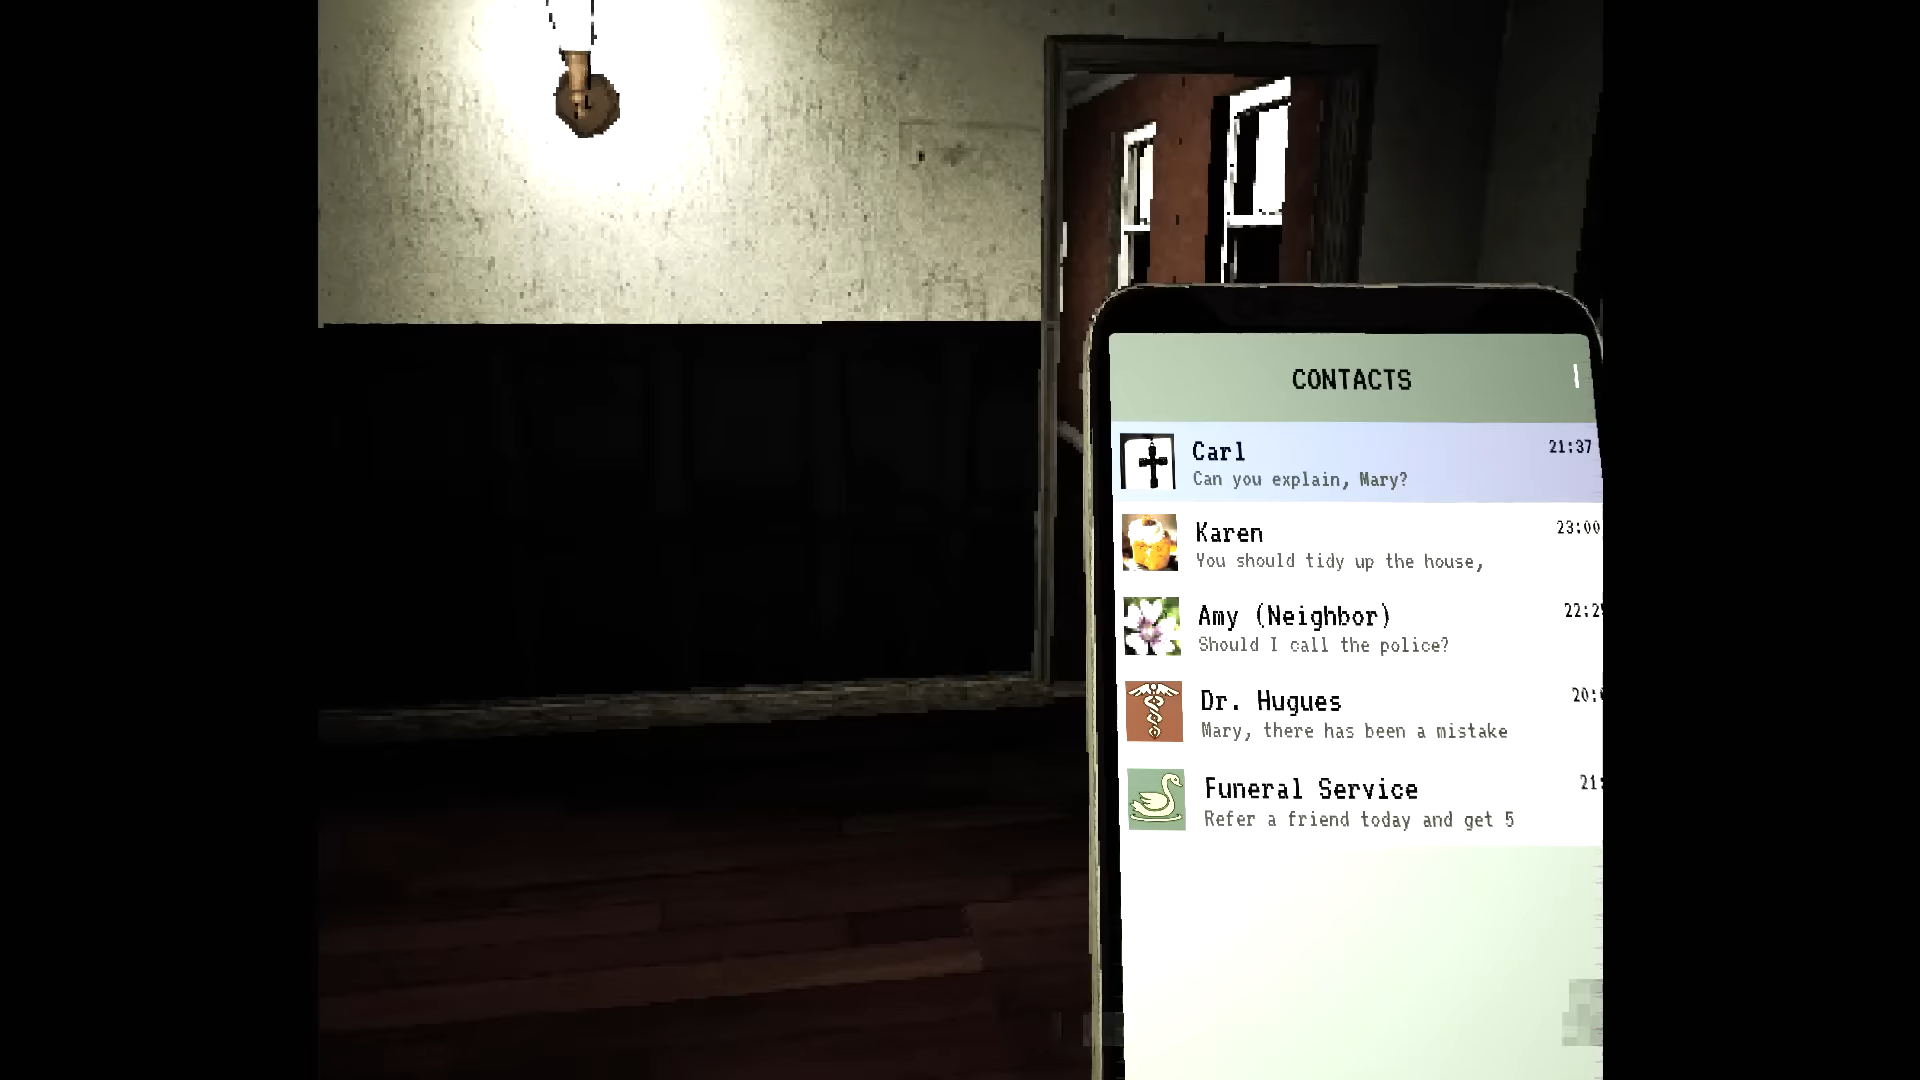 CONTACTS
Carl
21:37
Can you explain, Mary?
Karen
23:00
You should tidy up the house,
Amy (Neighbor)
Should I call the police?
Dr. Hugues
Mary, there has been a mistake
Funeral Service
Refer a friend today and get 5